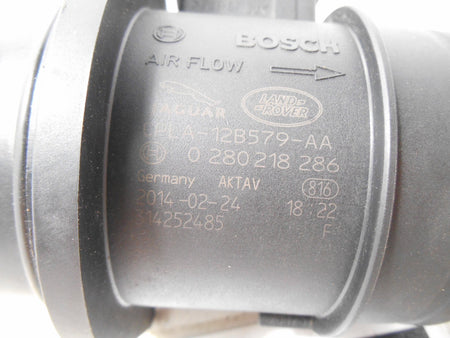 BOSCH
AIR FLOW
JAGUAR LAND-ROVER
CPLA-12B579-AA
0 280 218 286
Germany AKTAV 816
2014-02-24 18:22
314252485 F